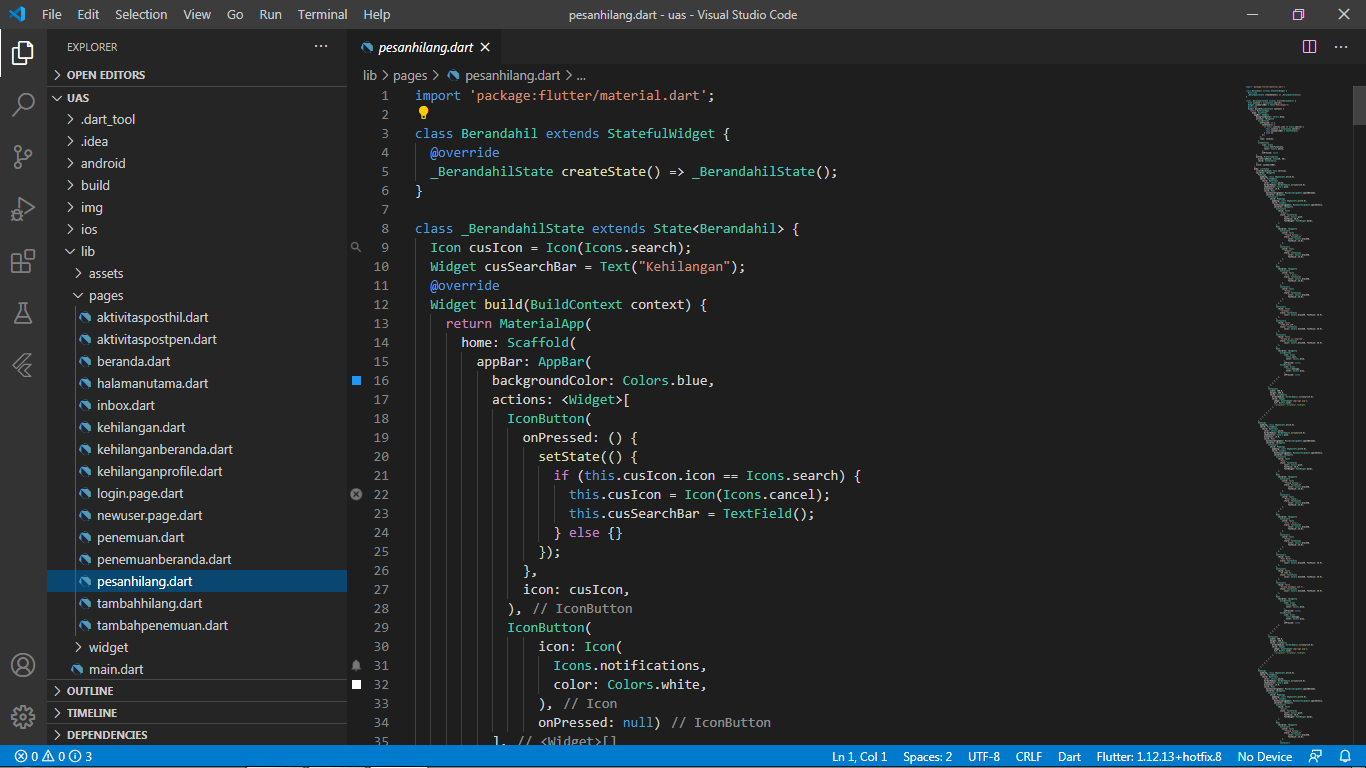 File Edit Selection View Go Run Terminal Help pesanhilang.dart - uas - Visual Studio Code
EXPLORER
OPEN EDITORS
UAS
.dart_tool
.idea
android
build
img
ios
lib
assets
pages
aktivitasposthil.dart
aktivitaspostpen.dart
beranda.dart
halamanutama.dart
inbox.dart
kehilangan.dart
kehilanganberanda.dart
kehilanganprofile.dart
login.page.dart
newuser.page.dart
penemuan.dart
penemuanberanda.dart
pesanhilang.dart
tambahhilang.dart
tambahpenemuan.dart
widget
main.dart
OUTLINE
TIMELINE
DEPENDENCIES
pesanhilang.dart
lib > pages > pesanhilang.dart > ...
1 import 'package:flutter/material.dart';
2
3 class Berandahil extends StatefulWidget {
4 @override
5 _BerandahilState createState() => _BerandahilState();
6 }
7
8 class _BerandahilState extends State<Berandahil> {
9 Icon cusIcon = Icon(Icons.search);
10 Widget cusSearchBar = Text("Kehilangan");
11 @override
12 Widget build(BuildContext context) {
13 return MaterialApp(
14 home: Scaffold(
15 appBar: AppBar(
16 backgroundColor: Colors.blue,
17 actions: <Widget>[
18 IconButton(
19 onPressed: () {
20 setState(() {
21 if (this.cusIcon.icon == Icons.search) {
22 this.cusIcon = Icon(Icons.cancel);
23 this.cusSearchBar = TextField();
24 } else {}
25 });
26 },
27 icon: cusIcon,
28 ), // IconButton
29 IconButton(
30 icon: Icon(
31 Icons.notifications,
32 color: Colors.white,
33 ), // Icon
34 onPressed: null) // IconButton
35 ], // <Widget>[]
0 0 3 Ln 1, Col 1 Spaces: 2 UTF-8 CRLF Dart Flutter: 1.12.13+hotfix.8 No Device